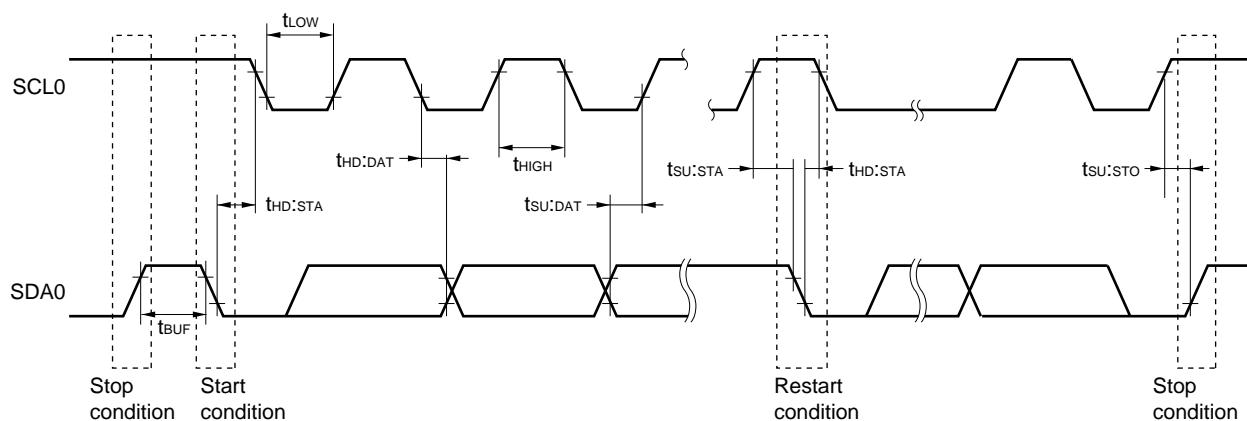 tLOW
SCL0
tHD:DAT
tHIGH
tSU:STA
tHD:STA
tSU:STO
tHD:STA
tSU:DAT
SDA0
tBUF
Stop
condition
Start
condition
Restart
condition
Stop
condition